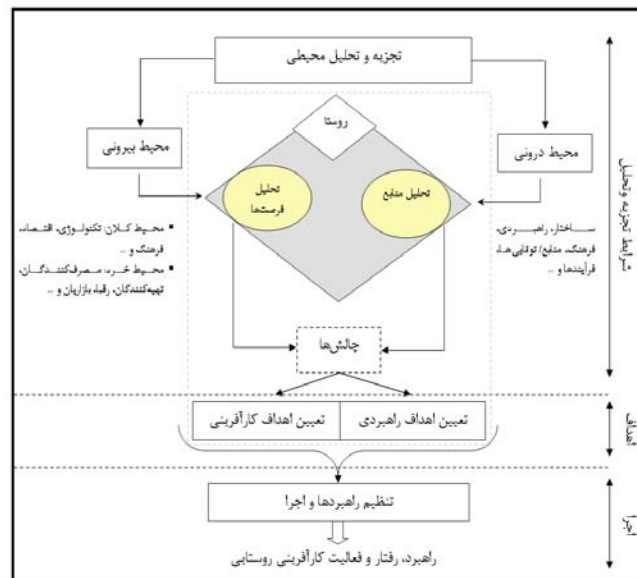 تجزیه و تحلیل محیطی
روستا
محیط درونی
محیط بیرونی
تحلیل منابع
تحلیل
فرصت‌ها
ساختار، راهبردی،
فرهنگ، منابع/ توانایی‌ها،
فرآیندها و ...
▪ محیط کلان: تکنولوژی، اقتصاد،
فرهنگ و ...
▪ محیط خرد: مصرف‌کنندگان،
تهیه‌کنندگان، رقبا، بازاریان و ...
چالش‌ها
تعیین اهداف راهبردی
تعیین اهداف کارآفرینی
تنظیم راهبردها و اجرا
راهبرد، رفتار و فعالیت کارآفرینی روستایی
شرایط تجزیه وتحلیل
اهداف
اجرا